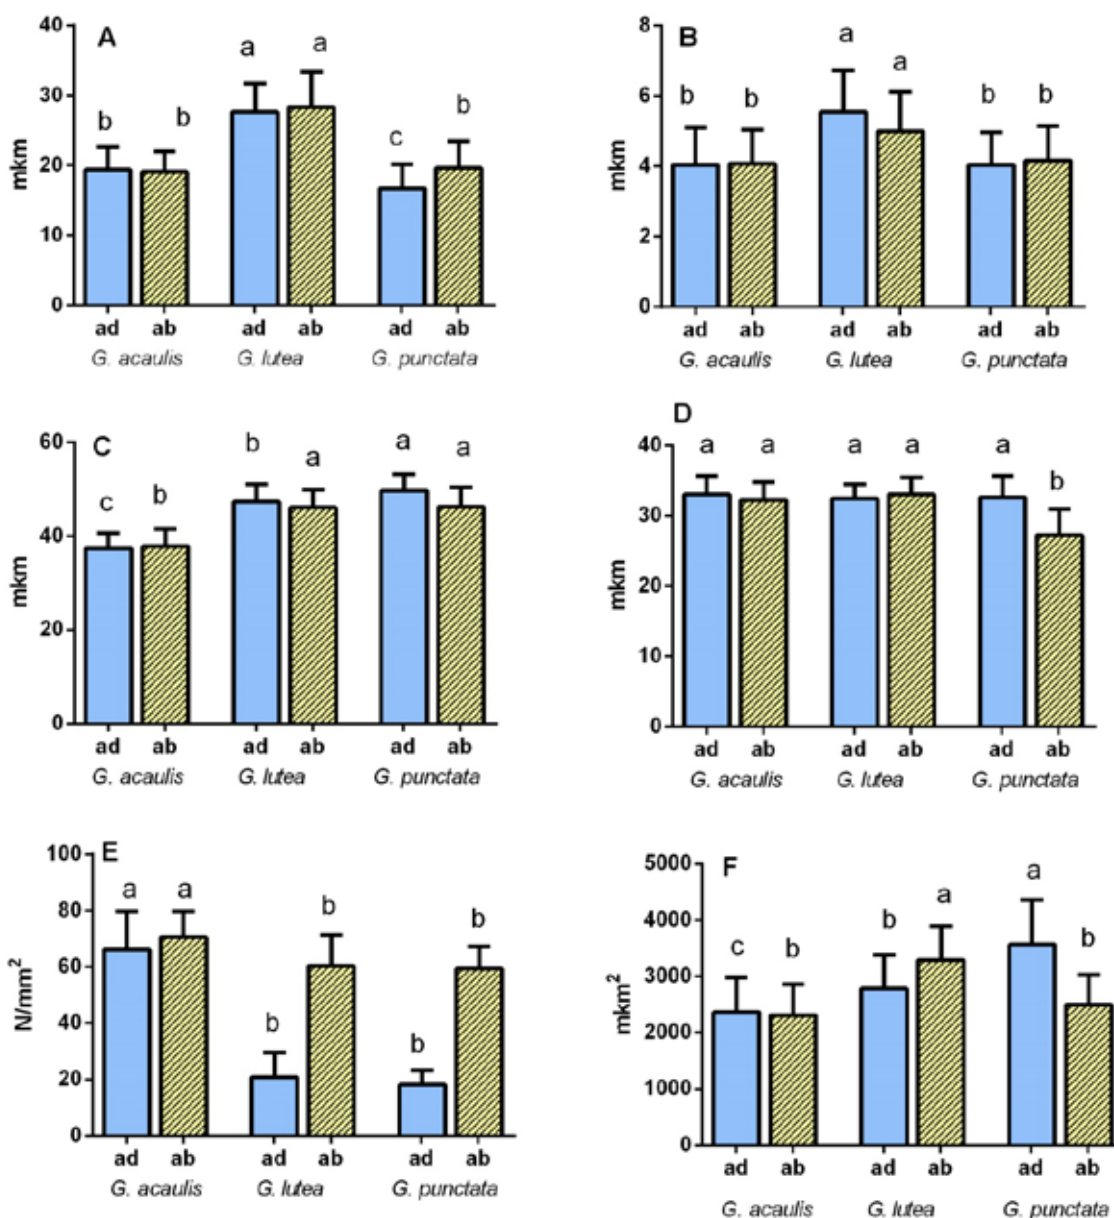 A
40
30
20
10
0
mkm
b b a a c b
ad ab ad ab ad ab
G. acaulis G. lutea G. punctata
B
8
6
4
2
0
mkm
b b a a b b
ad ab ad ab ad ab
G. acaulis G. lutea G. punctata
C
60
40
20
0
mkm
c b b a a a
ad ab ad ab ad ab
G. acaulis G. lutea G. punctata
D
40
30
20
10
0
mkm
a a a a a b
ad ab ad ab ad ab
G. acaulis G. lutea G. punctata
E
100
80
60
40
20
0
N/mm²
a a b b b b
ad ab ad ab ad ab
G. acaulis G. lutea G. punctata
F
5000
4000
3000
2000
1000
0
mkm²
c b b a a b
ad ab ad ab ad ab
G. acaulis G. lutea G. punctata